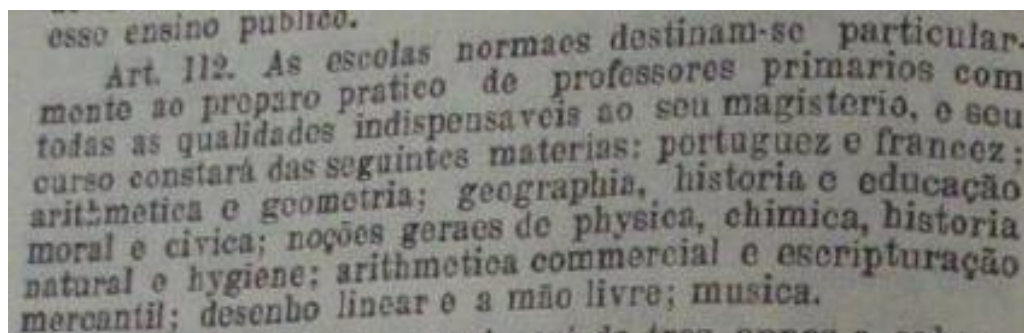 esse ensino publico.
Art. 112. As escolas normaes destinam-se particular-
mente ao preparo pratico de professores primarios com
todas as qualidades indispensaveis ao seu magisterio, e seu
curso constará das seguintes materias: portuguez e francez;
arithmetica e geometria; geographia, historia e educação
moral e civica; noções geraes de physica, chimica, historia
natural e hygiene; arithmetica commercial e escripturação
mercantil; desenho linear e a mão livre; musica.